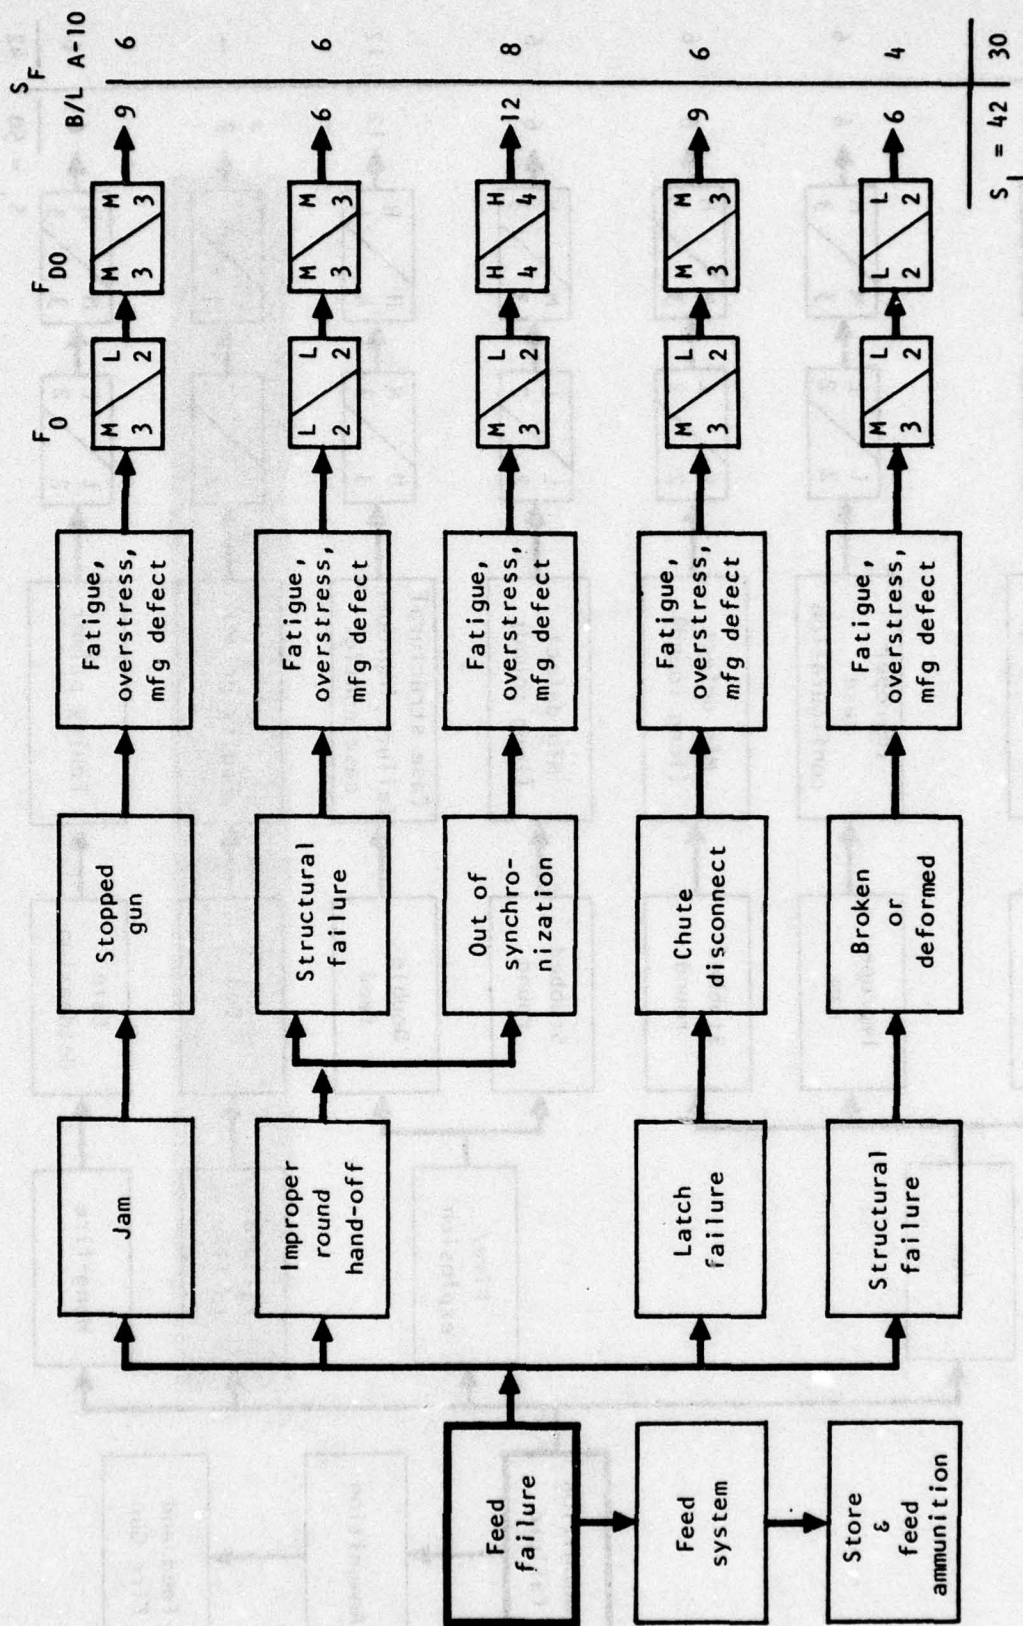 Feed
failure
Feed
system
Store
&
feed
ammunition
Jam
Improper
round
hand-off
Latch
failure
Structural
failure
Stopped
gun
Structural
failure
Out of
synchro-
nization
Chute
disconnect
Broken
or
deformed
Fatigue,
overstress,
mfg defect
Fatigue,
overstress,
mfg defect
Fatigue,
overstress,
mfg defect
Fatigue,
overstress,
mfg defect
Fatigue,
overstress,
mfg defect
FO
M L
3 2
L L
2 2
M L
3 2
M L
3 2
M L
3 2
FDO
M M
3 3
M M
3 3
H H
4 4
M M
3 3
L L
2 2
SF
B/L A-10
9 6
6 6
12 8
9 6
6 4
SI = 42 30